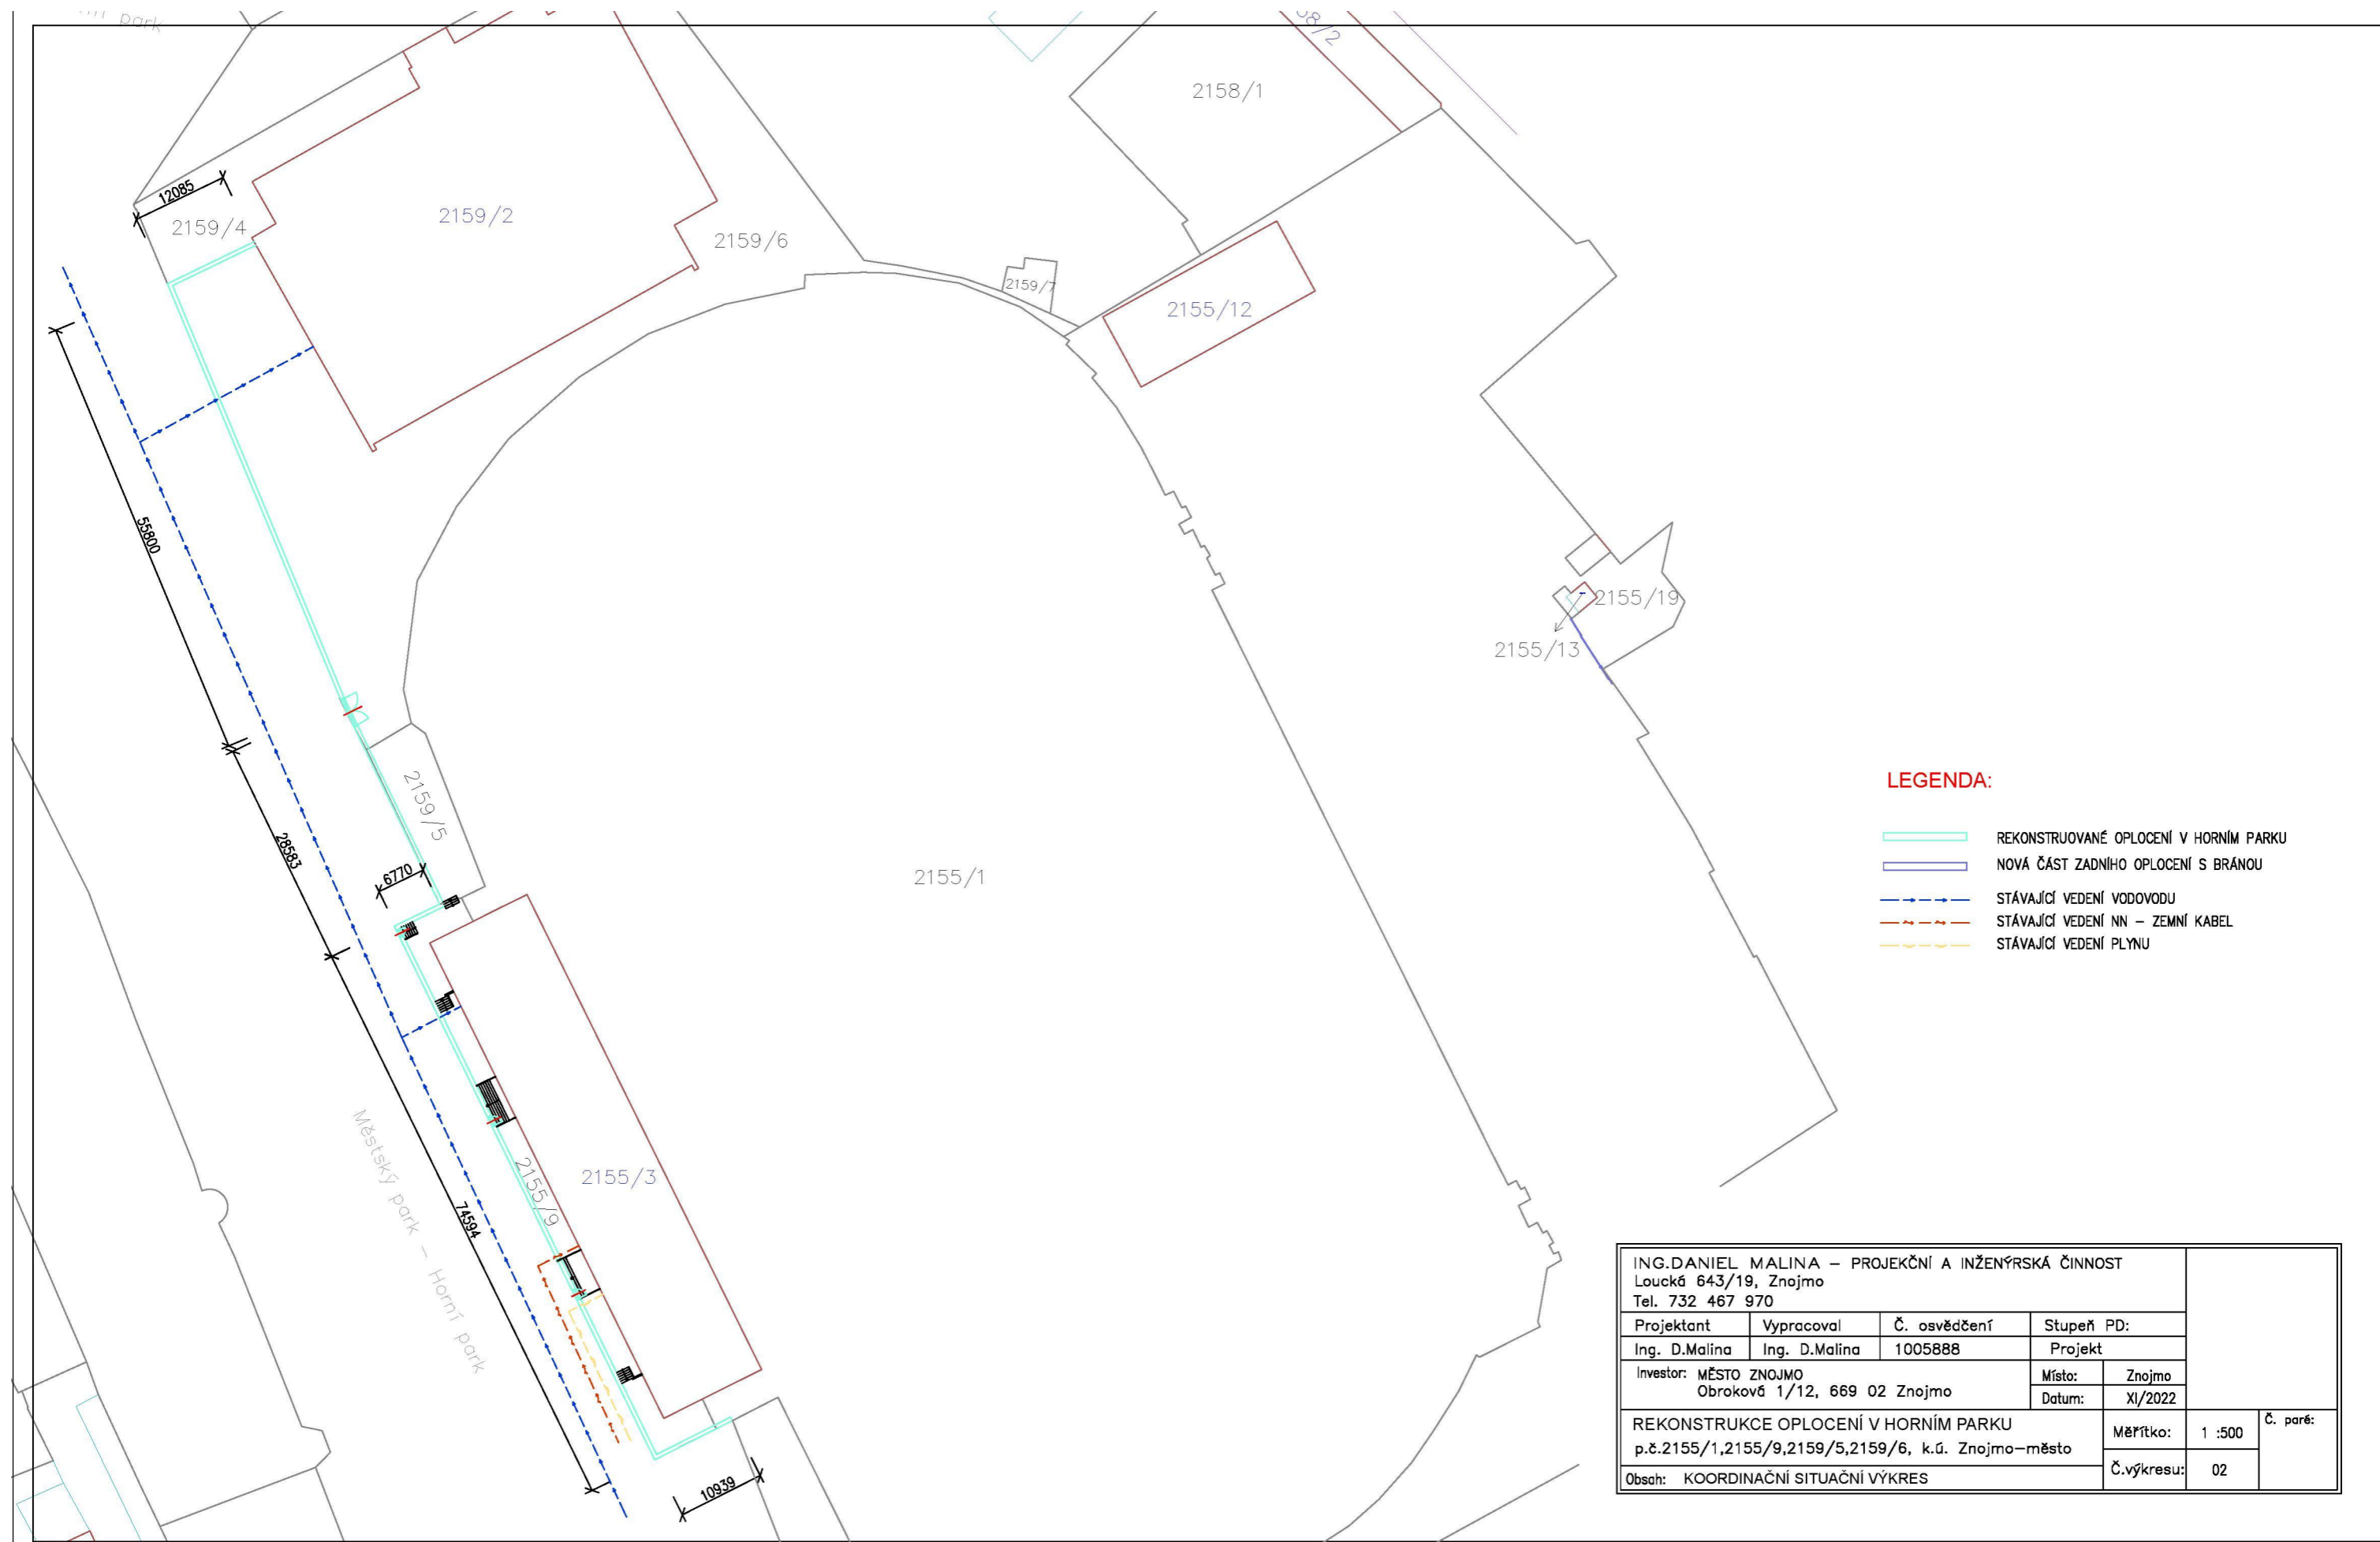 park
58/2
2158/1
12085
2159/4
2159/2
2159/6
2159/7
2155/12
55800
2155/19
2155/13
2159/5
28583
6770
2155/1
LEGENDA:
REKONSTRUOVANÉ OPLOCENÍ V HORNÍM PARKU
NOVÁ ČÁST ZADNÍHO OPLOCENÍ S BRÁNOU
STÁVAJÍCÍ VEDENÍ VODOVODU
STÁVAJÍCÍ VEDENÍ NN – ZEMNÍ KABEL
STÁVAJÍCÍ VEDENÍ PLYNU
Městský park – Horní park
74594
2155/9
2155/3
10939
ING.DANIEL MALINA – PROJEKČNÍ A INŽENÝRSKÁ ČINNOST
Loucká 643/19, Znojmo
Tel. 732 467 970
Projektant Vypracoval Č. osvědčení Stupeň PD:
Ing. D.Malina Ing. D.Malina 1005888 Projekt
Investor: MĚSTO ZNOJMO Místo: Znojmo
Obroková 1/12, 669 02 Znojmo Datum: XI/2022
REKONSTRUKCE OPLOCENÍ V HORNÍM PARKU Měřítko: 1 :500 Č. paré:
p.č.2155/1,2155/9,2159/5,2159/6, k.ú. Znojmo–město
Obsah: KOORDINAČNÍ SITUAČNÍ VÝKRES Č.výkresu: 02